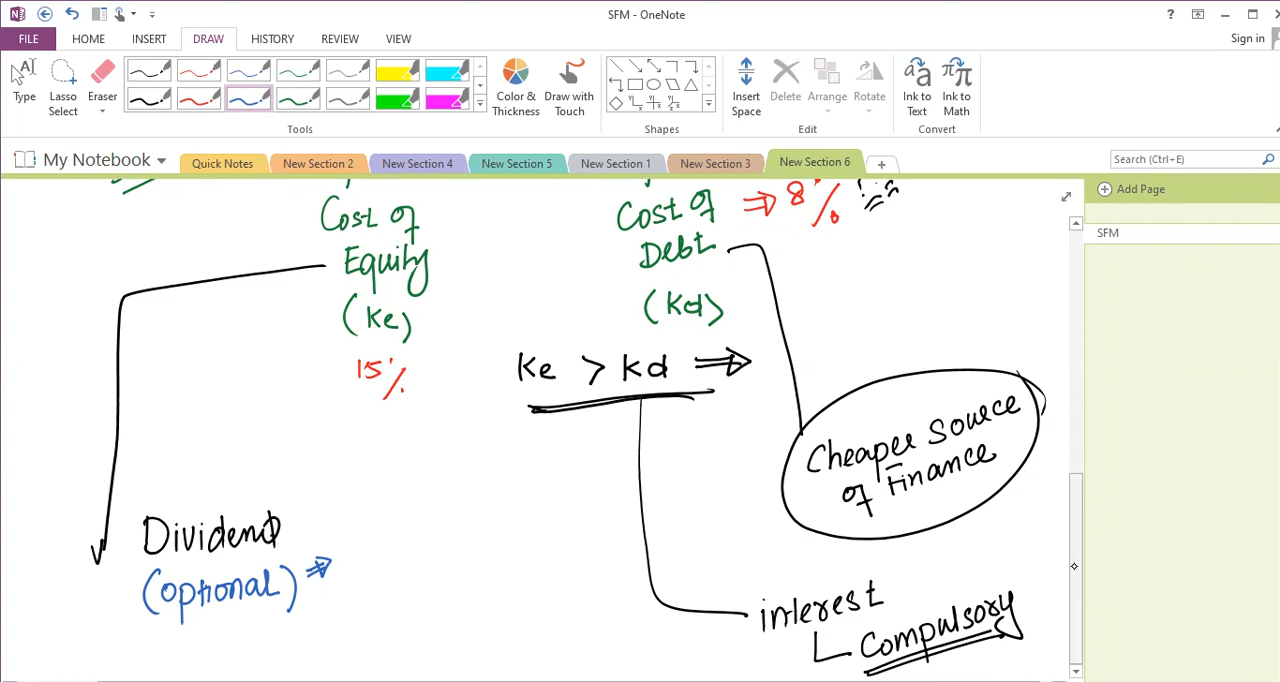 SFM - OneNote
Sign in
FILE HOME INSERT DRAW HISTORY REVIEW VIEW
Type Lasso Select Eraser Color & Thickness Draw with Touch Insert Space Delete Arrange Rotate Ink to Text Ink to Math
Tools Shapes Edit Convert
My Notebook Quick Notes New Section 2 New Section 4 New Section 5 New Section 1 New Section 3 New Section 6 Search (Ctrl+E)
Add Page
SFM
Cost of
Equity
(Ke)
15%
Cost of ⇒ 8%
Debt
(Kd)
Ke > Kd ⇒
Cheaper Source
of Finance
Dividend
(optional) ⇒
interest
Compulsory